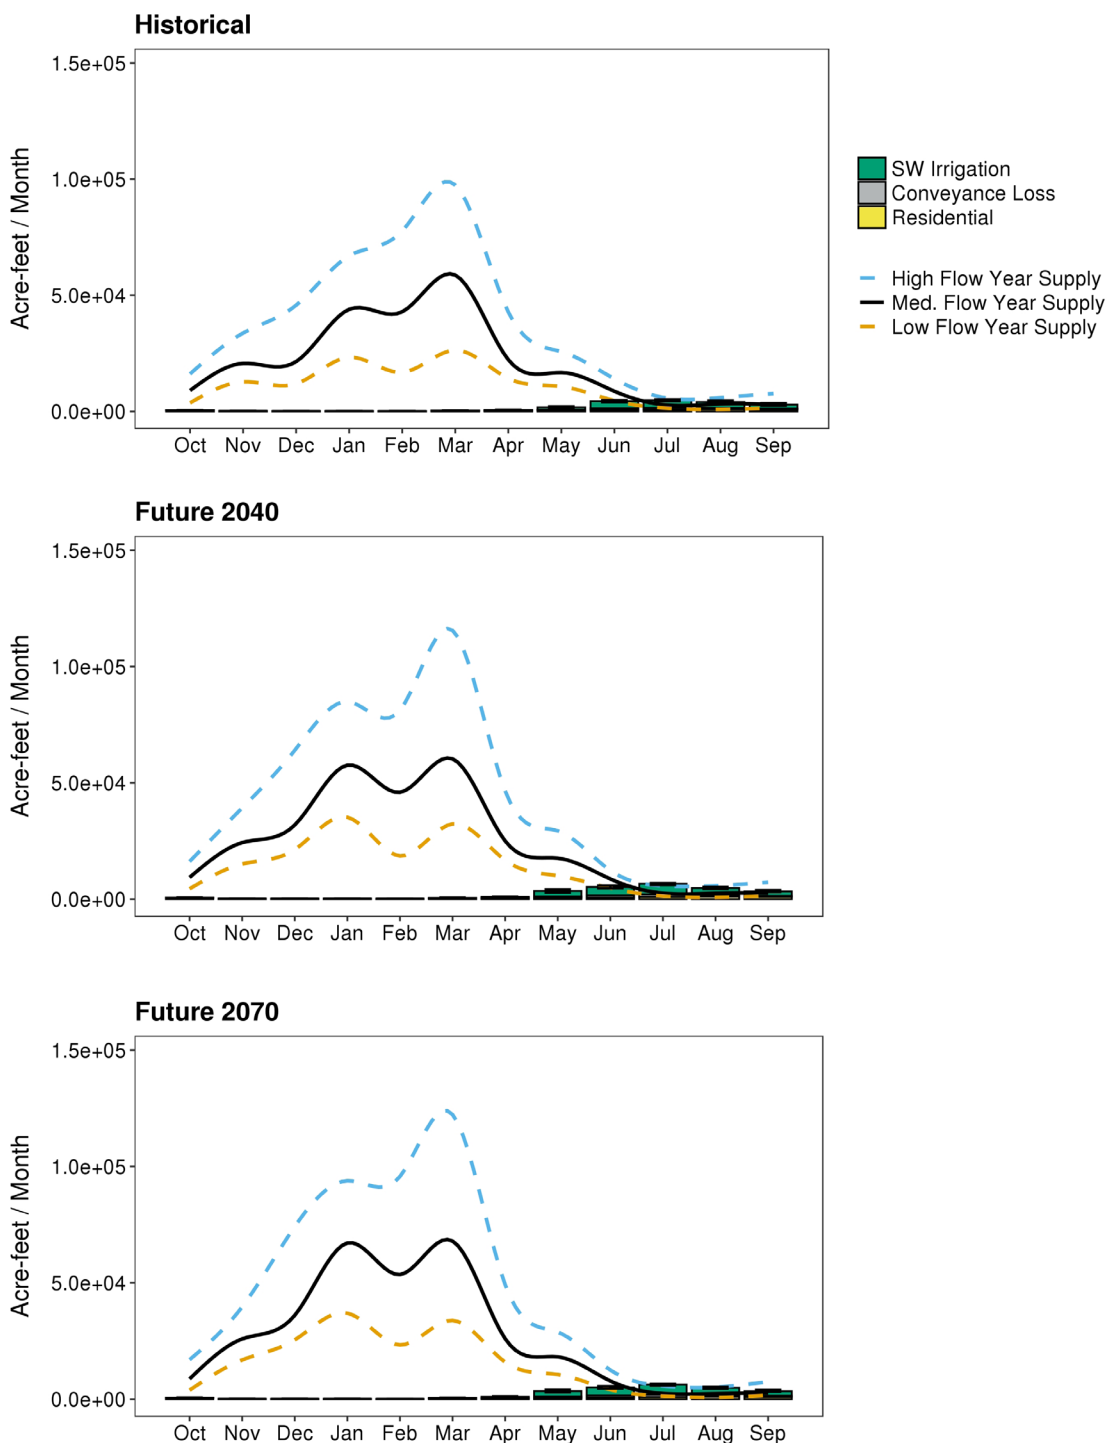 Historical
Acre-feet / Month
1.5e+05
1.0e+05
5.0e+04
0.0e+00
Oct Nov Dec Jan Feb Mar Apr May Jun Jul Aug Sep
SW Irrigation
Conveyance Loss
Residential
High Flow Year Supply
Med. Flow Year Supply
Low Flow Year Supply
Future 2040
Acre-feet / Month
1.5e+05
1.0e+05
5.0e+04
0.0e+00
Oct Nov Dec Jan Feb Mar Apr May Jun Jul Aug Sep
Future 2070
Acre-feet / Month
1.5e+05
1.0e+05
5.0e+04
0.0e+00
Oct Nov Dec Jan Feb Mar Apr May Jun Jul Aug Sep